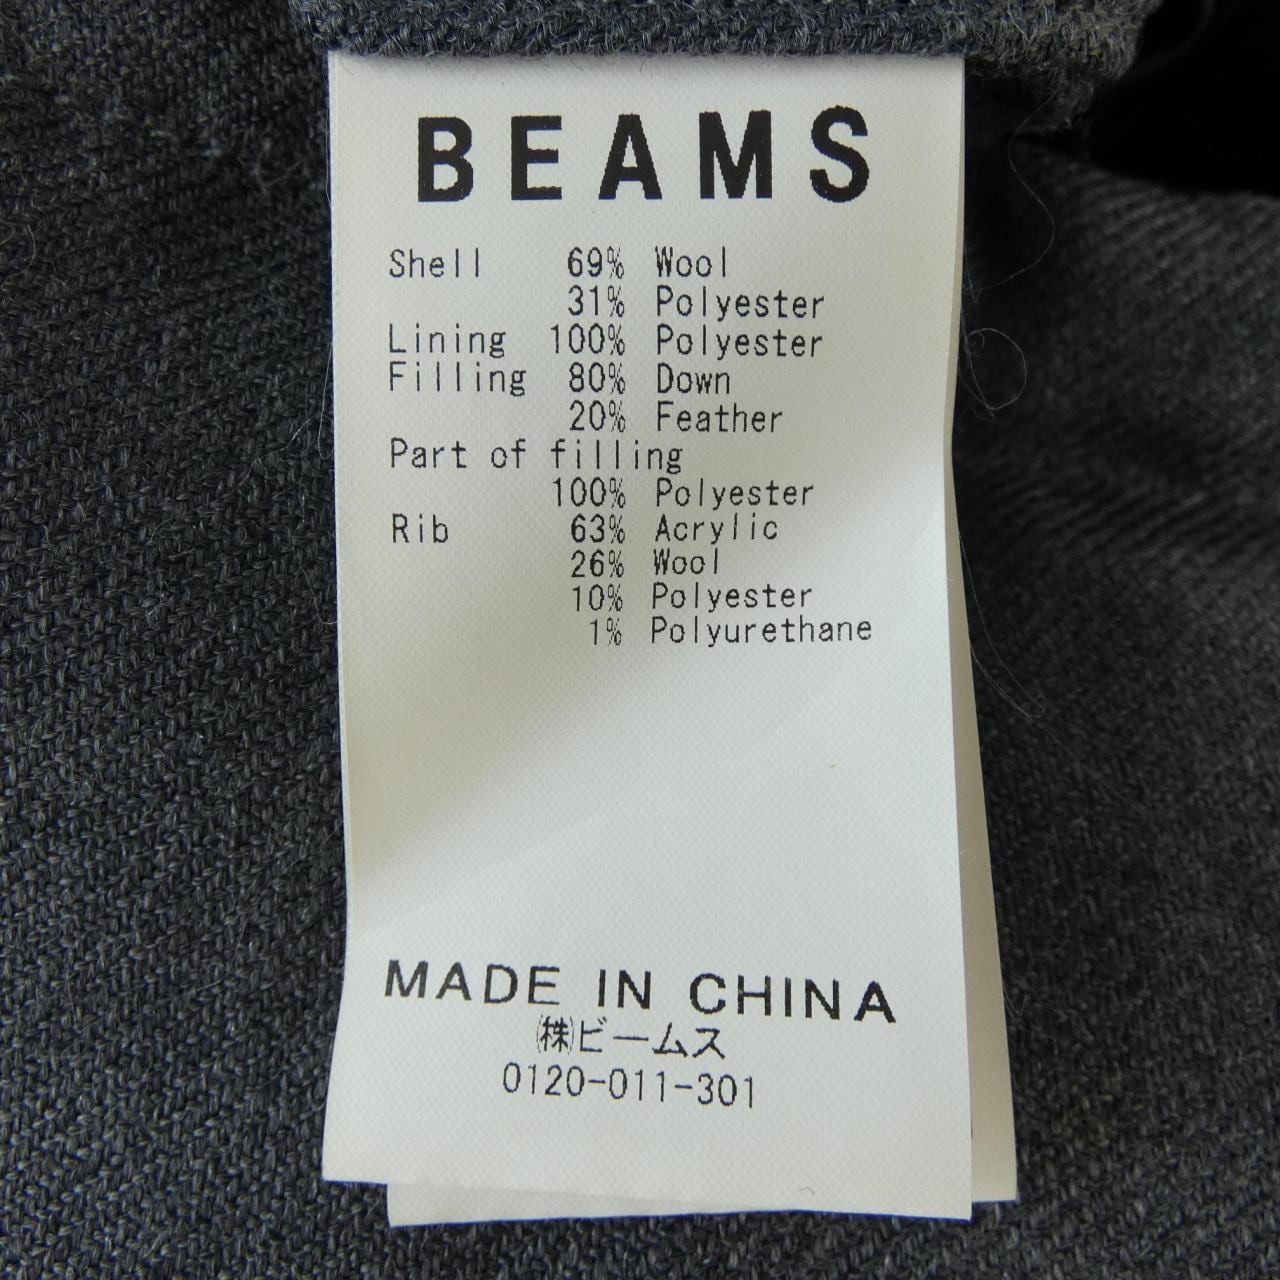 BEAMS
Shell 69% Wool
31% Polyester
Lining 100% Polyester
Filling 80% Down
20% Feather
Part of filling
100% Polyester
Rib 63% Acrylic
26% Wool
10% Polyester
1% Polyurethane
MADE IN CHINA
㈱ビームス
0120-011-301